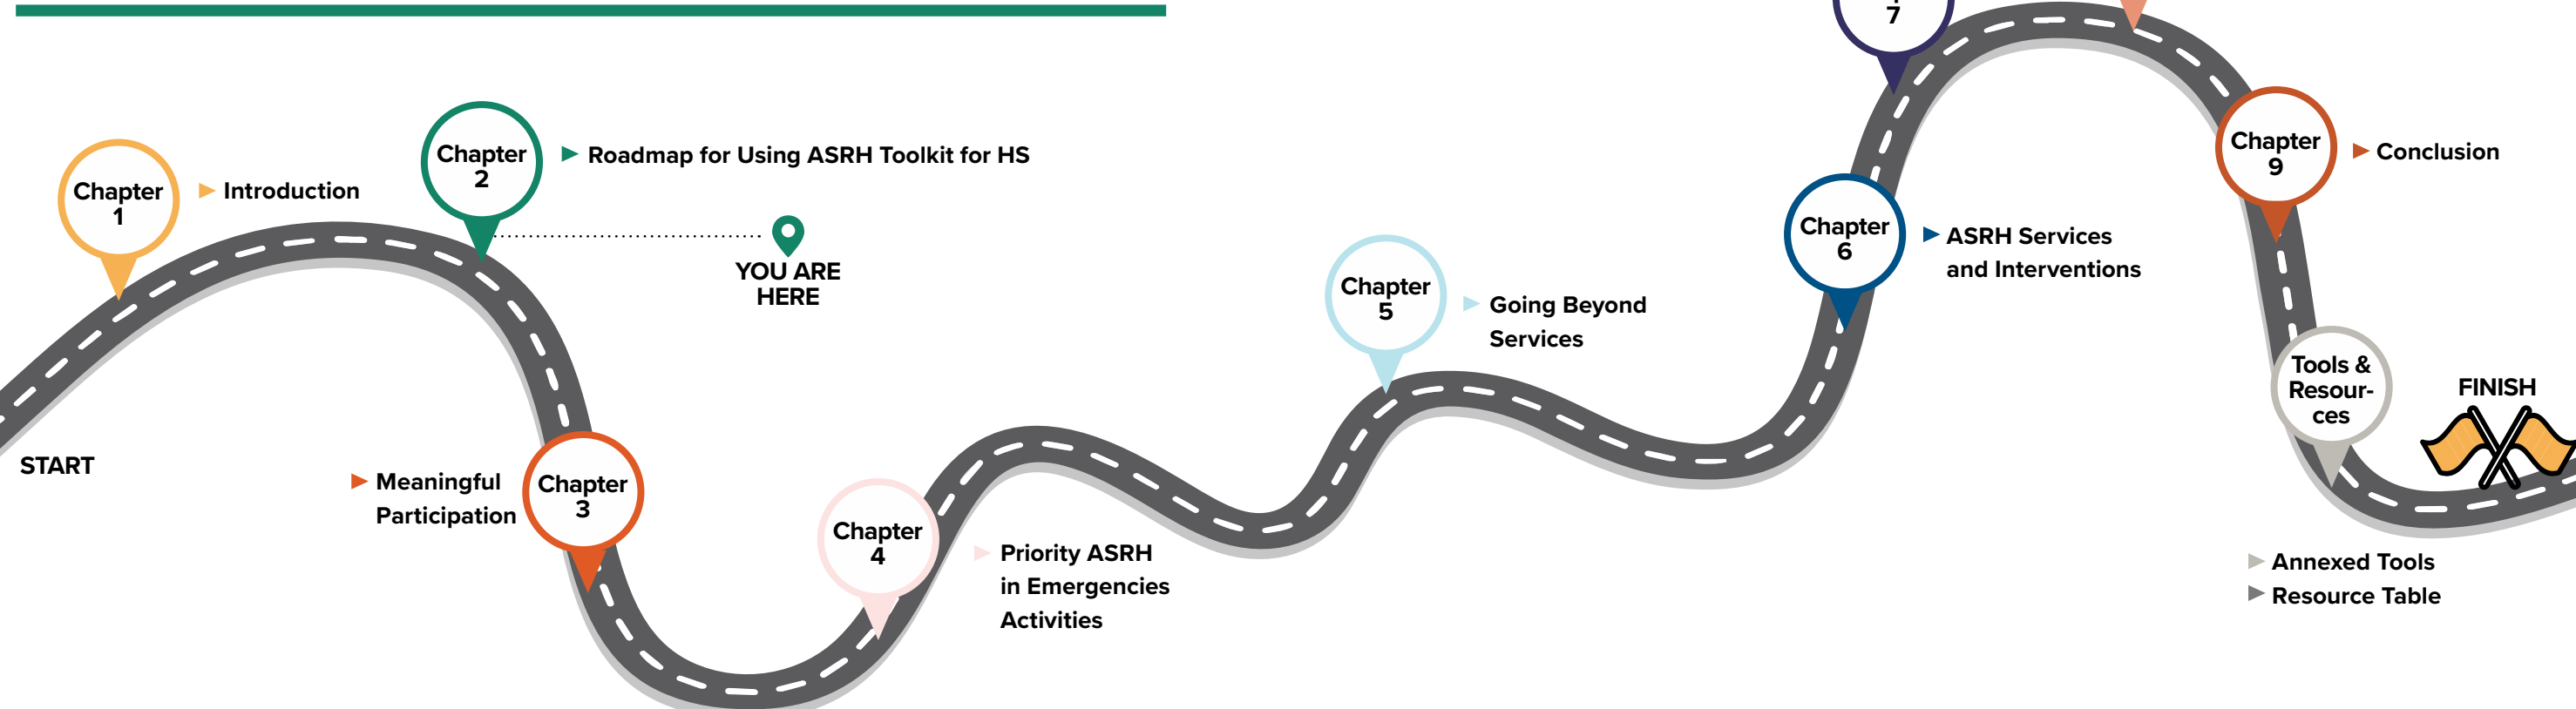 Chapter
1
Introduction
Chapter
2
Roadmap for Using ASRH Toolkit for HS
YOU ARE
HERE
START
Meaningful
Participation
Chapter
3
Chapter
4
Priority ASRH
in Emergencies
Activities
Chapter
5
Going Beyond
Services
Chapter
6
ASRH Services
and Interventions
7
Chapter
9
Conclusion
Tools &
Resour-
ces
FINISH
Annexed Tools
Resource Table